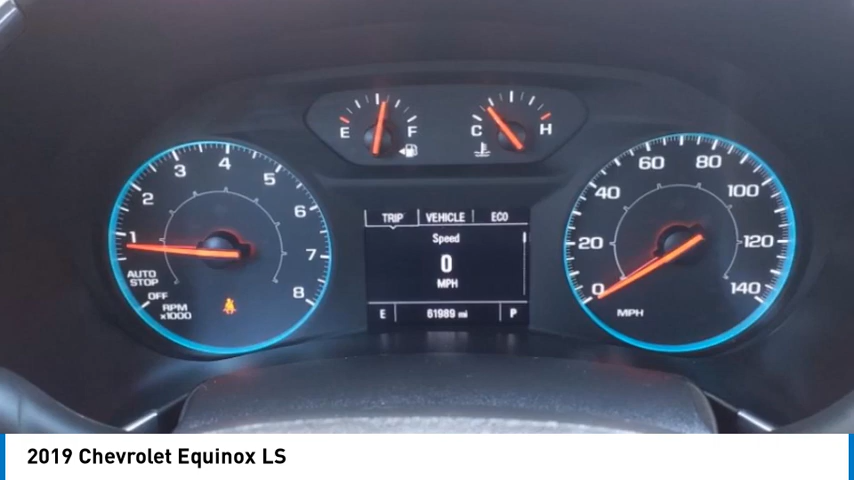 E F
C H
1 2 3 4 5 6 7 8
AUTO
STOP
OFF
RPM
x1000
TRIP VEHICLE ECO
Speed
0
MPH
E 61989 mi P
0 20 40 60 80 100 120 140
MPH
2019 Chevrolet Equinox LS